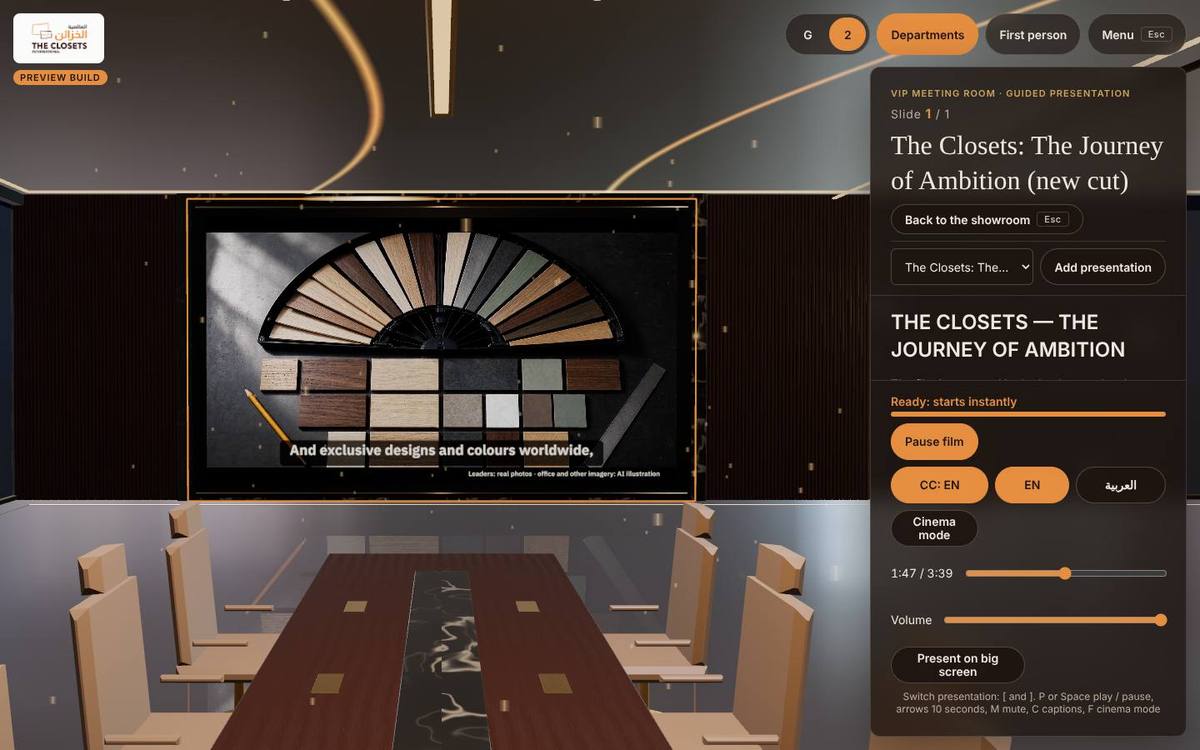 العالمية
الخزائن
THE CLOSETS
PREVIEW BUILD
G
2
Departments
First person
Menu Esc
VIP MEETING ROOM · GUIDED PRESENTATION
Slide 1 / 1
The Closets: The Journey
of Ambition (new cut)
Back to the showroom Esc
The Closets: The...
Add presentation
THE CLOSETS — THE
JOURNEY OF AMBITION
Ready: starts instantly
Pause film
CC: EN
EN
العربية
Cinema
mode
1:47 / 3:39
Volume
Present on big
screen
Switch presentation: [ and ]. P or Space play / pause,
arrows 10 seconds, M mute, C captions, F cinema mode
And exclusive designs and colours worldwide,
Leaders: real photos · office and other imagery: AI illustration